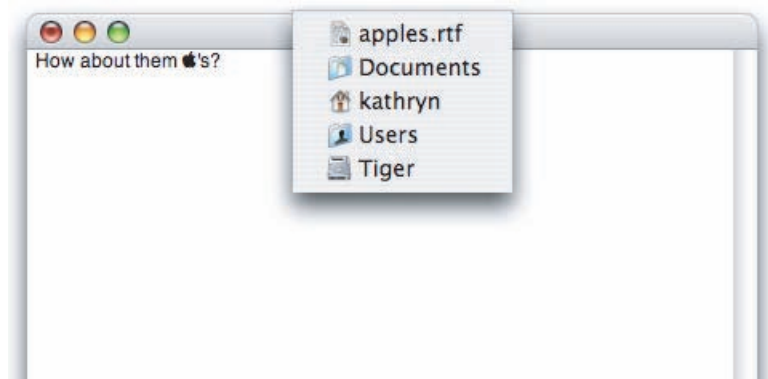 apples.rtf
How about them 's?
Documents
kathryn
Users
Tiger